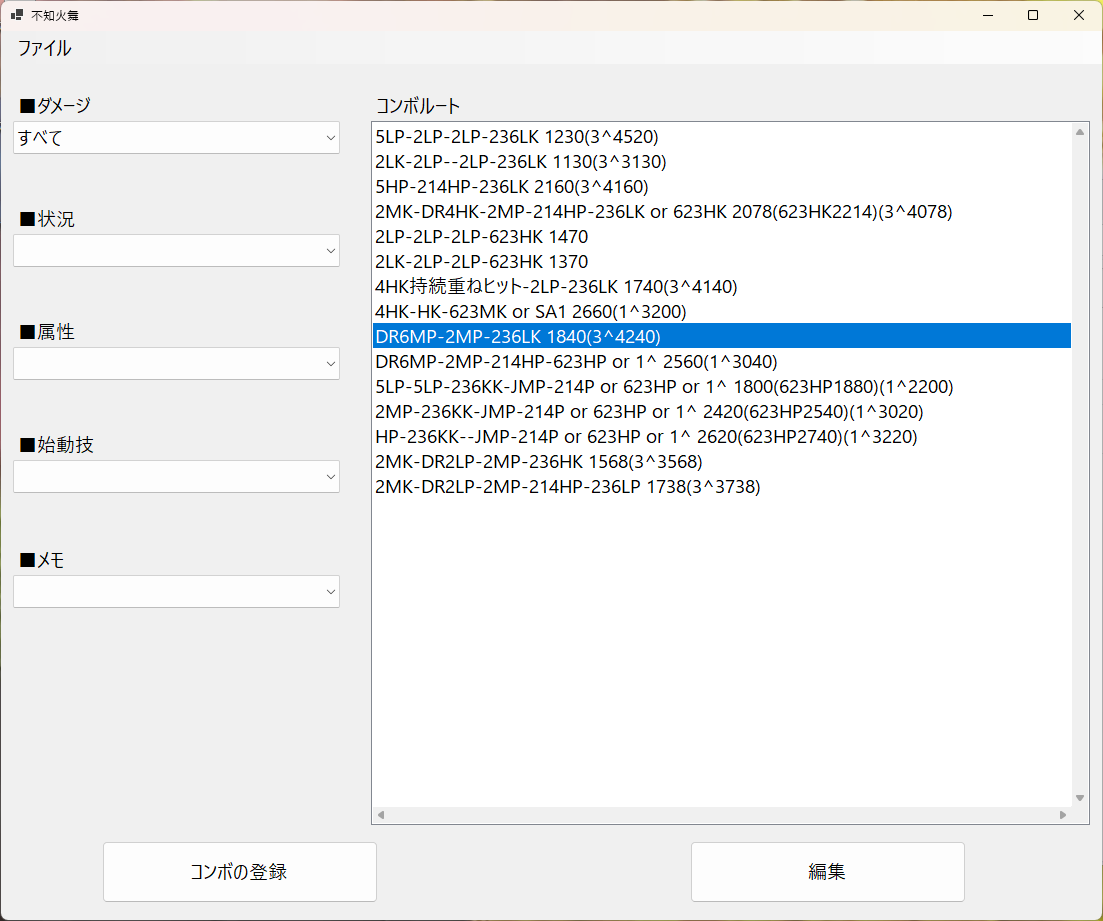 不知火舞
ファイル
■ダメージ
すべて
■状況
■属性
■始動技
■メモ
コンボルート
5LP-2LP-2LP-236LK 1230(3^4520)
2LK-2LP--2LP-236LK 1130(3^3130)
5HP-214HP-236LK 2160(3^4160)
2MK-DR4HK-2MP-214HP-236LK or 623HK 2078(623HK2214)(3^4078)
2LP-2LP-2LP-623HK 1470
2LK-2LP-2LP-623HK 1370
4HK持続重ねヒット-2LP-236LK 1740(3^4140)
4HK-HK-623MK or SA1 2660(1^3200)
DR6MP-2MP-236LK 1840(3^4240)
DR6MP-2MP-214HP-623HP or 1^ 2560(1^3040)
5LP-5LP-236KK-JMP-214P or 623HP or 1^ 1800(623HP1880)(1^2200)
2MP-236KK-JMP-214P or 623HP or 1^ 2420(623HP2540)(1^3020)
HP-236KK--JMP-214P or 623HP or 1^ 2620(623HP2740)(1^3220)
2MK-DR2LP-2MP-236HK 1568(3^3568)
2MK-DR2LP-2MP-214HP-236LP 1738(3^3738)
コンボの登録
編集